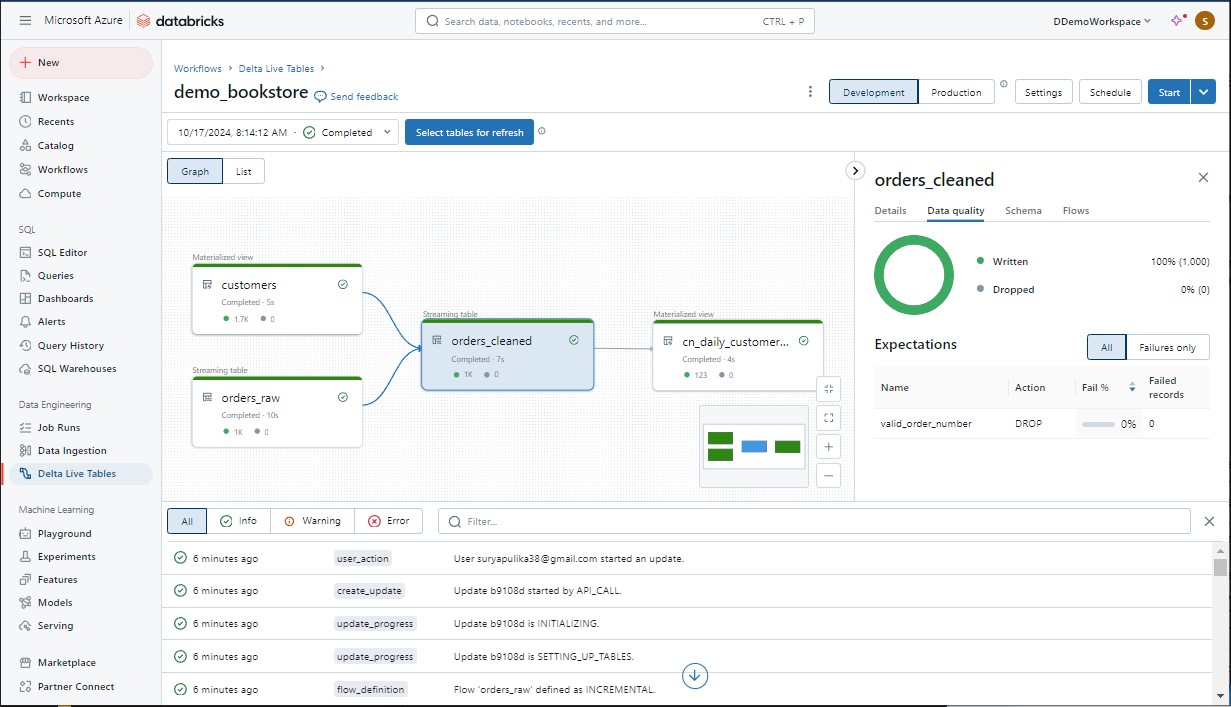 Microsoft Azure
databricks
Search data, notebooks, recents, and more...
CTRL + P
DDemoWorkspace
S
New
Workspace
Recents
Catalog
Workflows
Compute
SQL
SQL Editor
Queries
Dashboards
Alerts
Query History
SQL Warehouses
Data Engineering
Job Runs
Data Ingestion
Delta Live Tables
Machine Learning
Playground
Experiments
Features
Models
Serving
Marketplace
Partner Connect
Workflows › Delta Live Tables ›
demo_bookstore
Send feedback
Development
Production
Settings
Schedule
Start
10/17/2024, 8:14:12 AM · Completed
Select tables for refresh
Graph
List
Materialized view
customers
Completed · 5s
1.7K 0
Streaming table
orders_raw
Completed · 10s
1K 0
Streaming table
orders_cleaned
Completed · 7s
1K 0
Materialized view
cn_daily_customer...
Completed · 4s
123 0
orders_cleaned
Details Data quality Schema Flows
Written 100% (1,000)
Dropped 0% (0)
Expectations
All Failures only
Name Action Fail % Failed records
valid_order_number DROP 0% 0
All Info Warning Error
Filter...
6 minutes ago user_action User suryapulika38@gmail.com started an update.
6 minutes ago create_update Update b9108d started by API_CALL.
6 minutes ago update_progress Update b9108d is INITIALIZING.
6 minutes ago update_progress Update b9108d is SETTING_UP_TABLES.
6 minutes ago flow_definition Flow 'orders_raw' defined as INCREMENTAL.